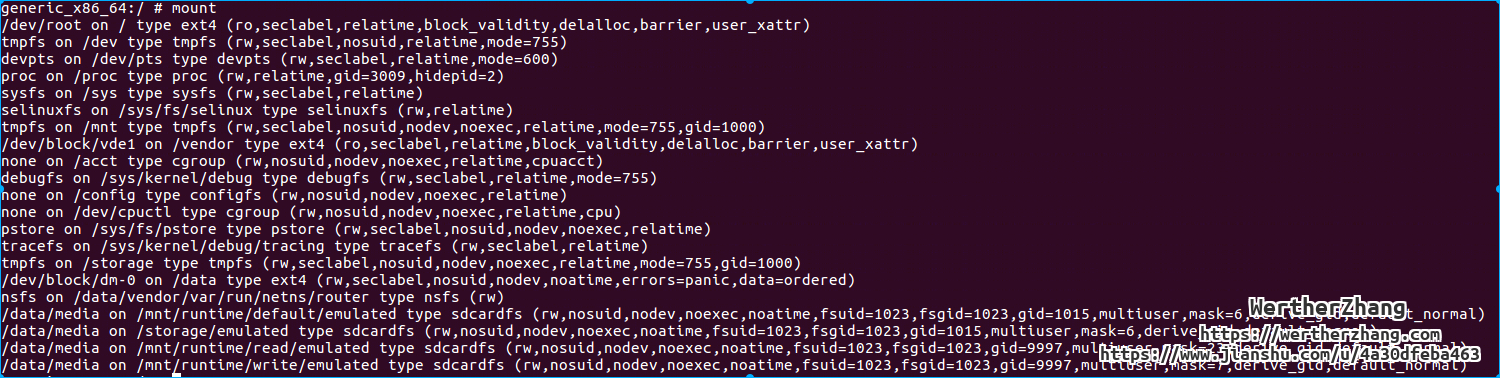 generic_x86_64:/ # mount
/dev/root on / type ext4 (ro,seclabel,relatime,block_validity,delalloc,barrier,user_xattr)
tmpfs on /dev type tmpfs (rw,seclabel,nosuid,relatime,mode=755)
devpts on /dev/pts type devpts (rw,seclabel,relatime,mode=600)
proc on /proc type proc (rw,relatime,gid=3009,hidepid=2)
sysfs on /sys type sysfs (rw,seclabel,relatime)
selinuxfs on /sys/fs/selinux type selinuxfs (rw,relatime)
tmpfs on /mnt type tmpfs (rw,seclabel,nosuid,nodev,noexec,relatime,mode=755,gid=1000)
/dev/block/vde1 on /vendor type ext4 (ro,seclabel,relatime,block_validity,delalloc,barrier,user_xattr)
none on /acct type cgroup (rw,nosuid,nodev,noexec,relatime,cpuacct)
debugfs on /sys/kernel/debug type debugfs (rw,seclabel,relatime,mode=755)
none on /config type configfs (rw,nosuid,nodev,noexec,relatime)
none on /dev/cpuctl type cgroup (rw,nosuid,nodev,noexec,relatime,cpu)
pstore on /sys/fs/pstore type pstore (rw,seclabel,nosuid,nodev,noexec,relatime)
tracefs on /sys/kernel/debug/tracing type tracefs (rw,seclabel,relatime)
tmpfs on /storage type tmpfs (rw,seclabel,nosuid,nodev,noexec,relatime,mode=755,gid=1000)
/dev/block/dm-0 on /data type ext4 (rw,seclabel,nosuid,nodev,noatime,errors=panic,data=ordered)
nsfs on /data/vendor/var/run/netns/router type nsfs (rw)
/data/media on /mnt/runtime/default/emulated type sdcardfs (rw,nosuid,nodev,noexec,noatime,fsuid=1023,fsgid=1023,gid=1015,multiuser,mask=6,derive_gid,default_normal)
/data/media on /storage/emulated type sdcardfs (rw,nosuid,nodev,noexec,noatime,fsuid=1023,fsgid=1023,gid=1015,multiuser,mask=6,
/data/media on /mnt/runtime/read/emulated type sdcardfs (rw,nosuid,nodev,noexec,noatime,fsuid=1023,fsgid=1023,gid=9997,
/data/media on /mnt/runtime/write/emulated type sdcardfs (rw,nosuid,nodev,noexec,noatime,fsuid=1023,fsgid=1023,gid=9997,multiuser,mask=7,derive_gid,default_normal)
WertherZhang
https://wertherzhang.com
https://www.jianshu.com/u/4a30dfeba463